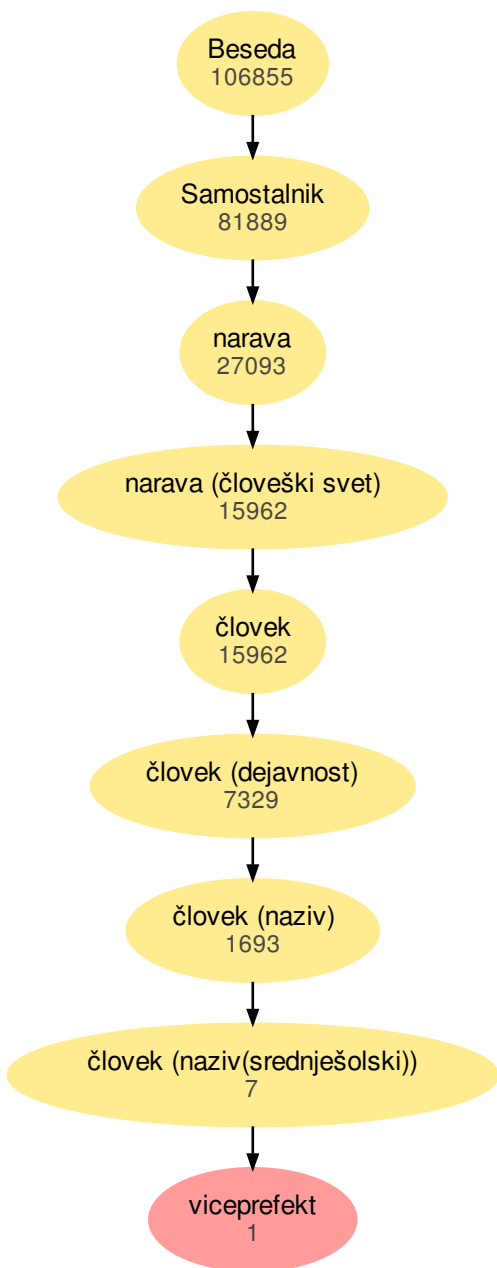 Beseda
106855
Samostalnik
81889
narava
27093
narava (človeški svet)
15962
človek
15962
človek (dejavnost)
7329
človek (naziv)
1693
človek (naziv(srednješolski))
7
viceprefekt
1